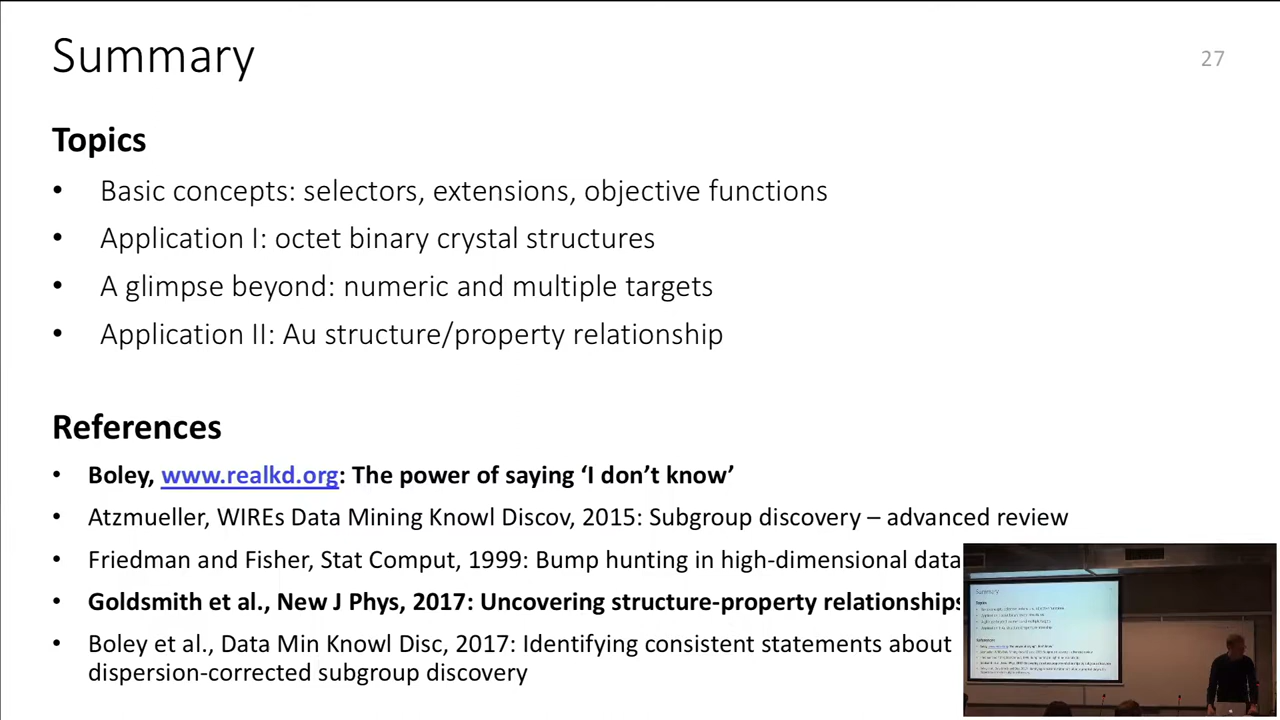 Summary
27
Topics
• Basic concepts: selectors, extensions, objective functions
• Application I: octet binary crystal structures
• A glimpse beyond: numeric and multiple targets
• Application II: Au structure/property relationship
References
• Boley, www.realkd.org: The power of saying ‘I don’t know’
• Atzmueller, WIREs Data Mining Knowl Discov, 2015: Subgroup discovery – advanced review
• Friedman and Fisher, Stat Comput, 1999: Bump hunting in high-dimensional data
• Goldsmith et al., New J Phys, 2017: Uncovering structure-property relationships
• Boley et al., Data Min Knowl Disc, 2017: Identifying consistent statements about
dispersion-corrected subgroup discovery
Summary
Topics
References